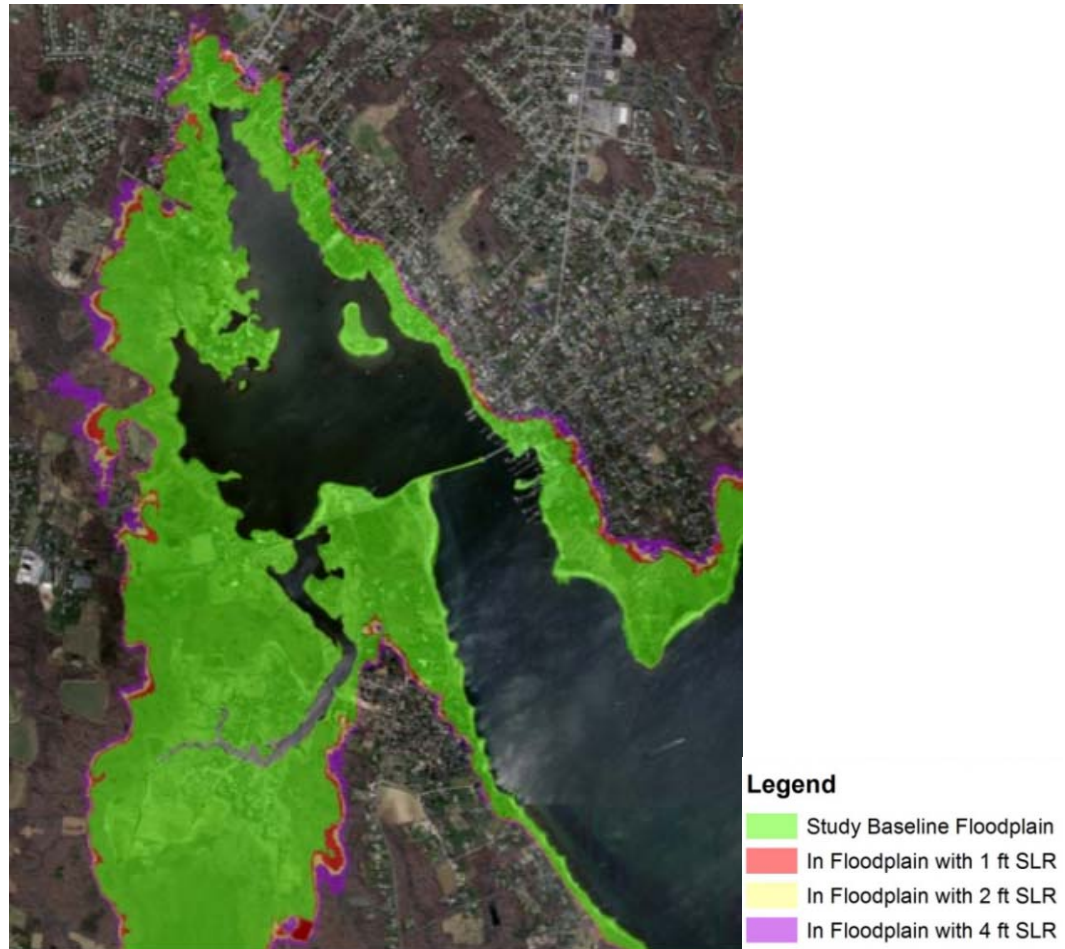 Legend
Study Baseline Floodplain
In Floodplain with 1 ft SLR
In Floodplain with 2 ft SLR
In Floodplain with 4 ft SLR